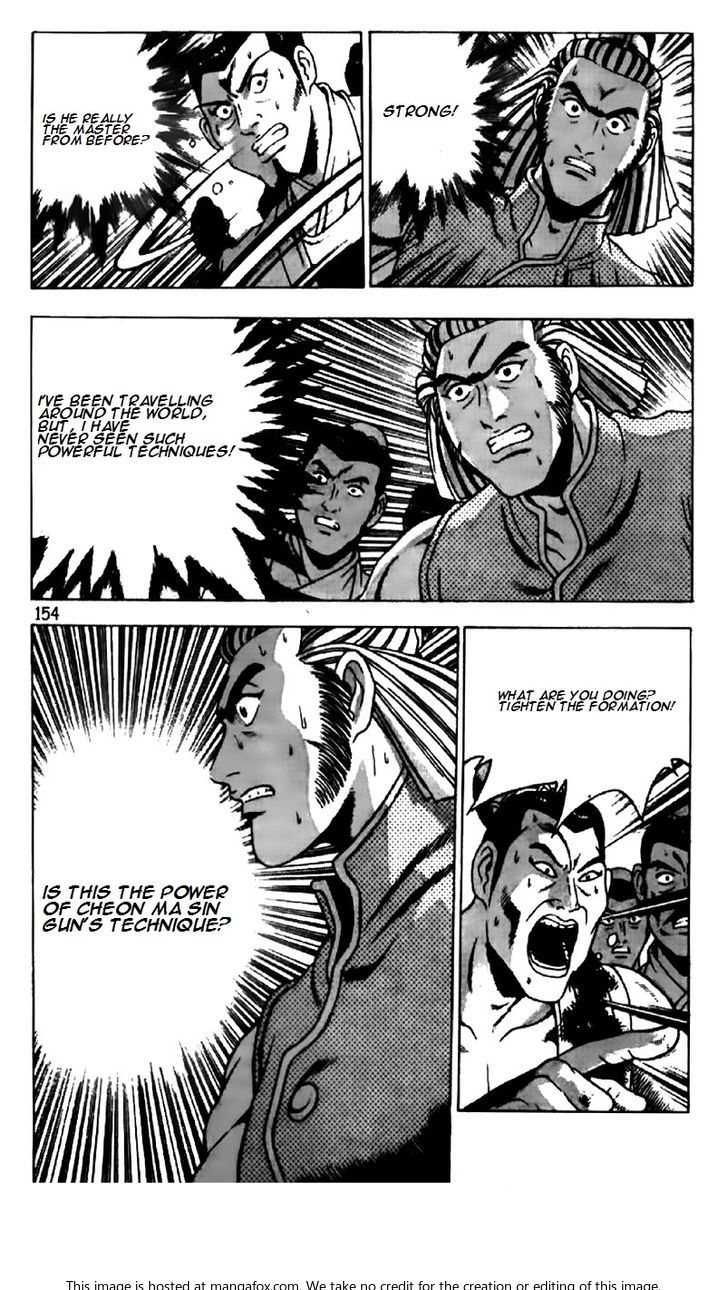 IS HE REALLY
THE MASTER
FROM BEFORE?
STRONG!
I'VE BEEN TRAVELLING
AROUND THE WORLD,
BUT , I HAVE
NEVER SEEN SUCH
POWERFUL TECHNIQUES!
154
IS THIS THE POWER
OF CHEON MA SIN
GUN'S TECHNIQUE?
WHAT ARE YOU DOING?
TIGHTEN THE FORMATION!
This image is hosted at mangafox.com. We take no credit for the creation or editing of this image.